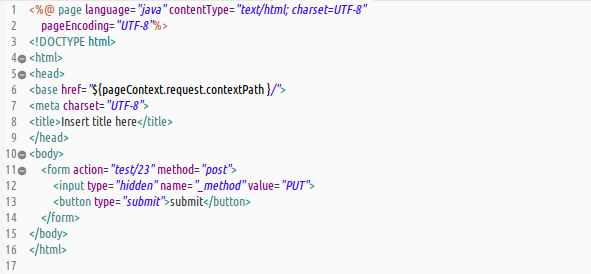 1 <%@ page language="java" contentType="text/html; charset=UTF-8"
2 pageEncoding="UTF-8"%>
3 <!DOCTYPE html>
4 <html>
5 <head>
6 <base href="${pageContext.request.contextPath }/">
7 <meta charset="UTF-8">
8 <title>Insert title here</title>
9 </head>
10 <body>
11 <form action="test/23" method="post">
12 <input type="hidden" name="_method" value="PUT">
13 <button type="submit">submit</button>
14 </form>
15 </body>
16 </html>
17